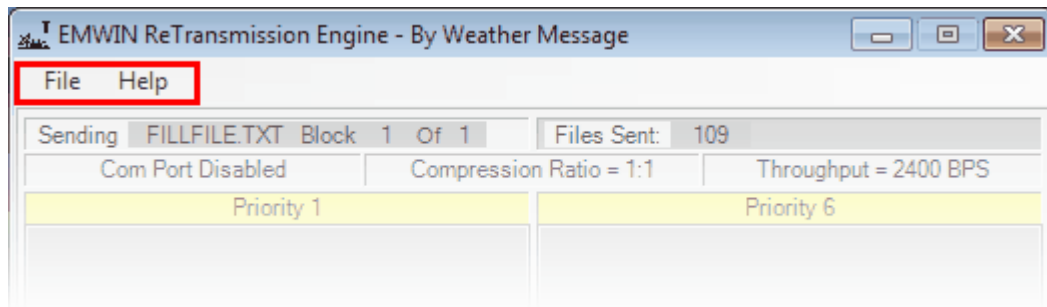 EMWIN ReTransmission Engine - By Weather Message
File Help
Sending FILLFILE.TXT Block 1 Of 1 Files Sent: 109
Com Port Disabled Compression Ratio = 1:1 Throughput = 2400 BPS
Priority 1 Priority 6